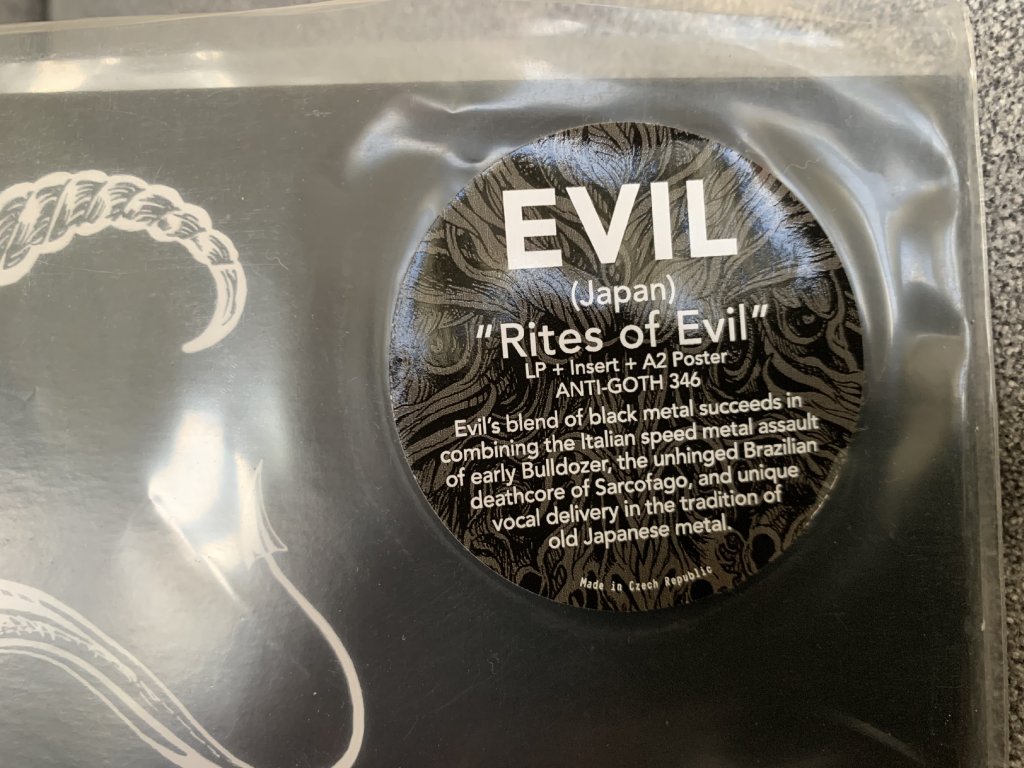 EVIL
(Japan)
"Rites of Evil"
LP + Insert + A2 Poster
ANTI-GOTH 346
Evil's blend of black metal succeeds in
combining the Italian speed metal assault
of early Bulldozer, the unhinged Brazilian
deathcore of Sarcofago, and unique
vocal delivery in the tradition of
old Japanese metal.
Made in Czech Republic